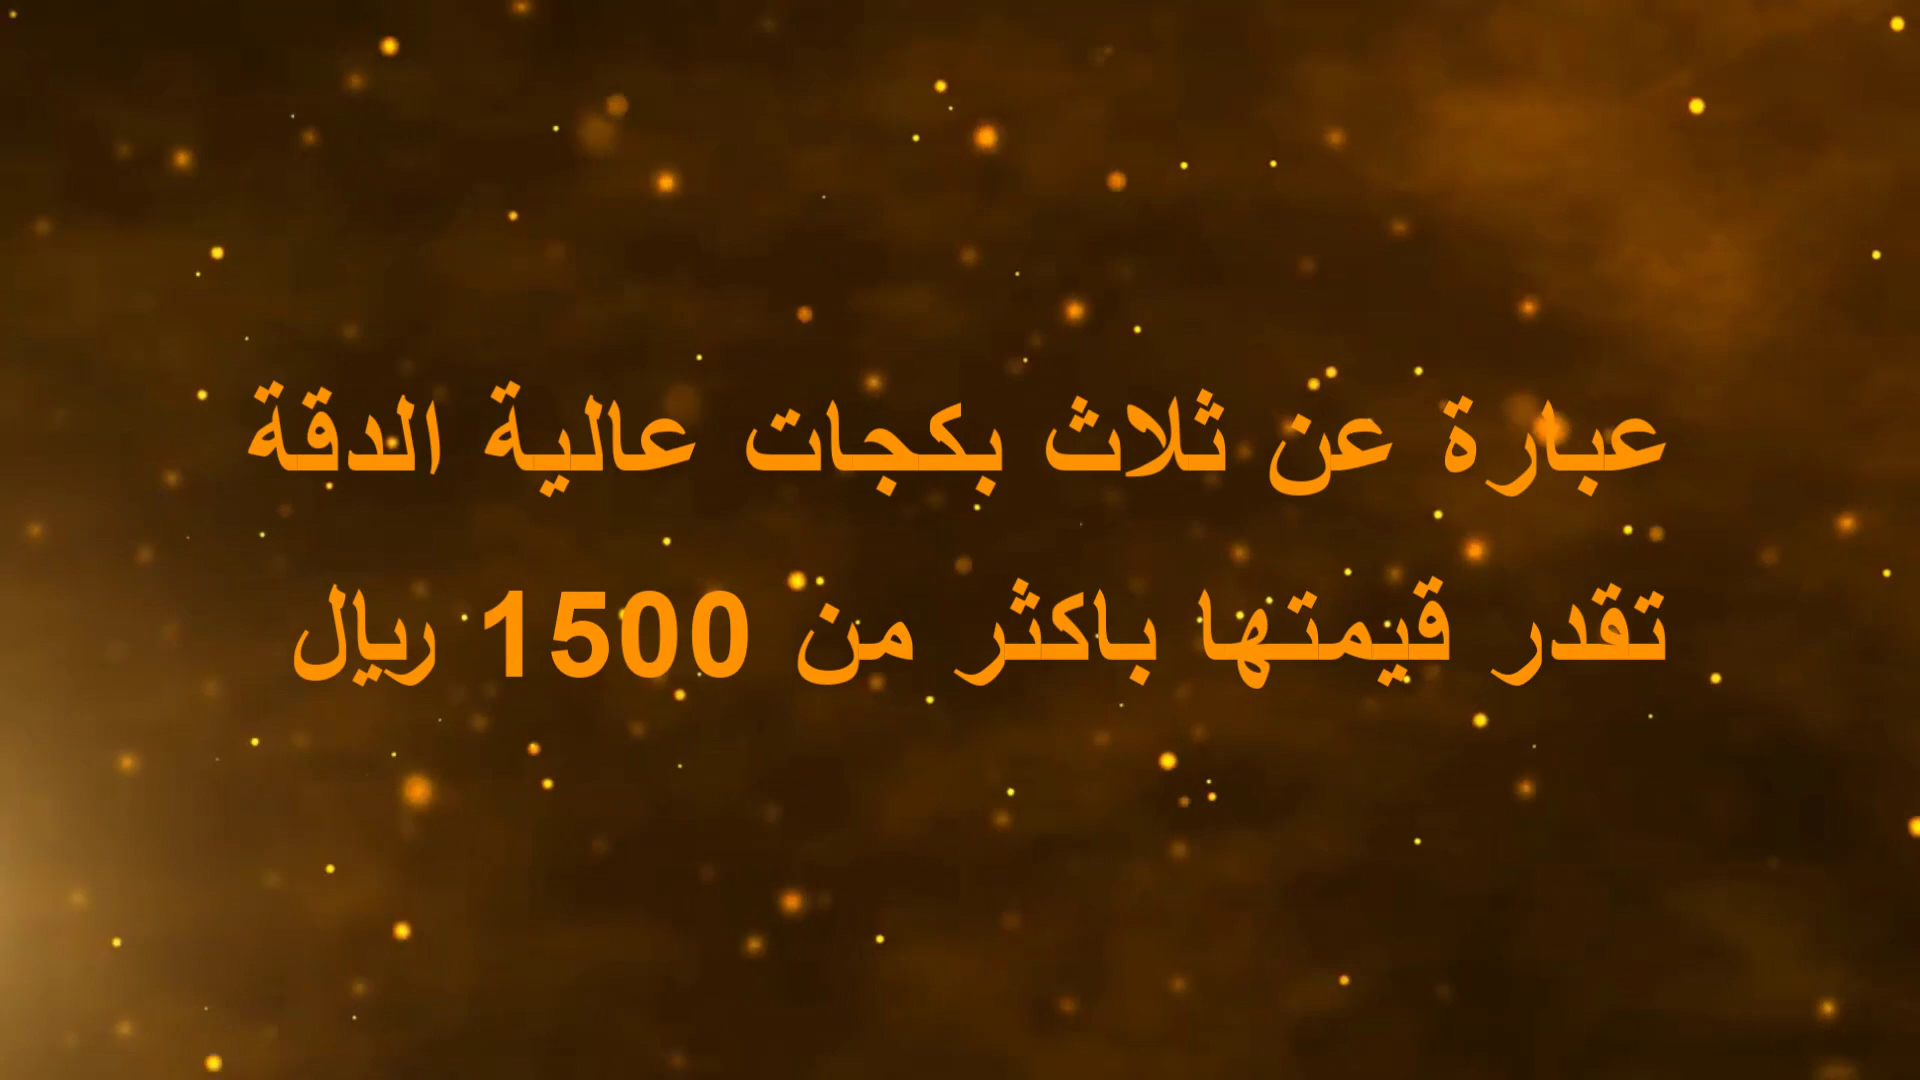 عبارة عن ثلاث بكجات عالية الدقة
تقدر قيمتها باكثر من 1500 ريال